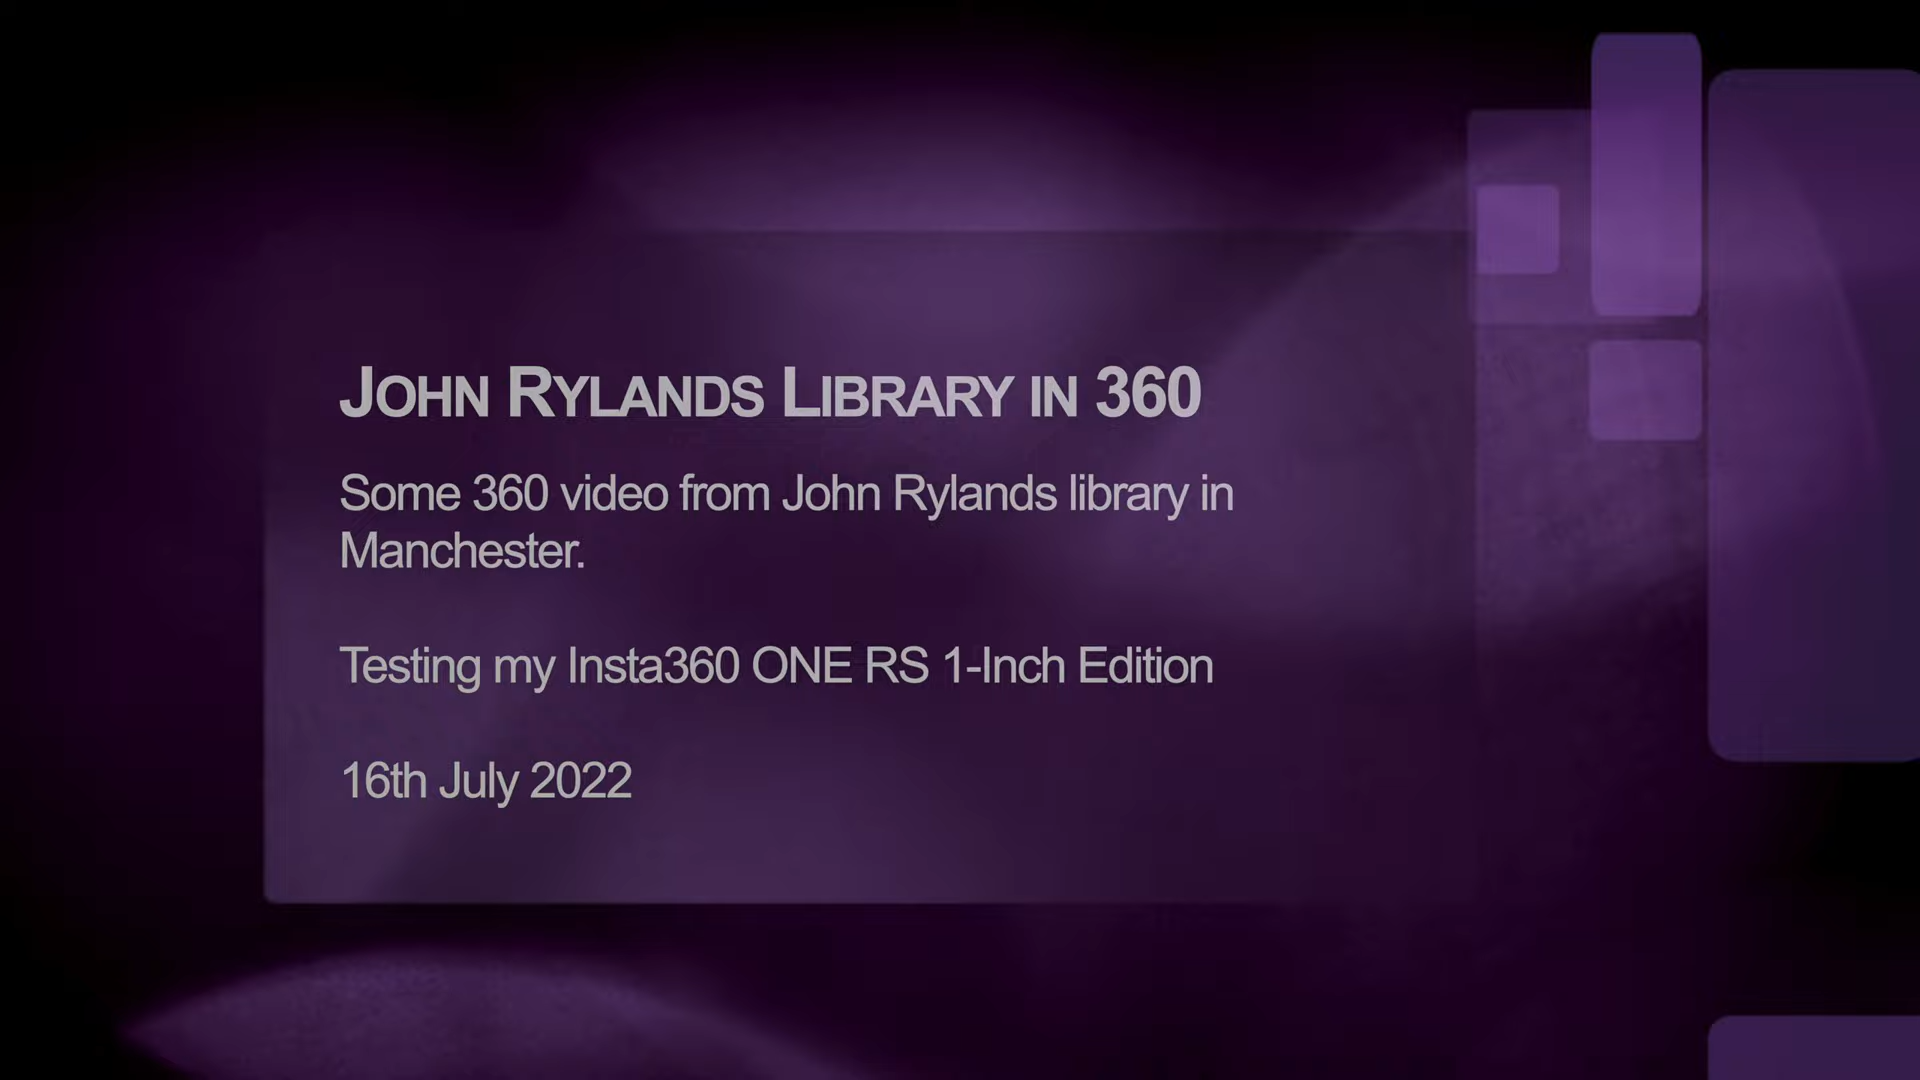 John Rylands Library in 360
Some 360 video from John Rylands library in
Manchester.
Testing my Insta360 ONE RS 1-Inch Edition
16th July 2022